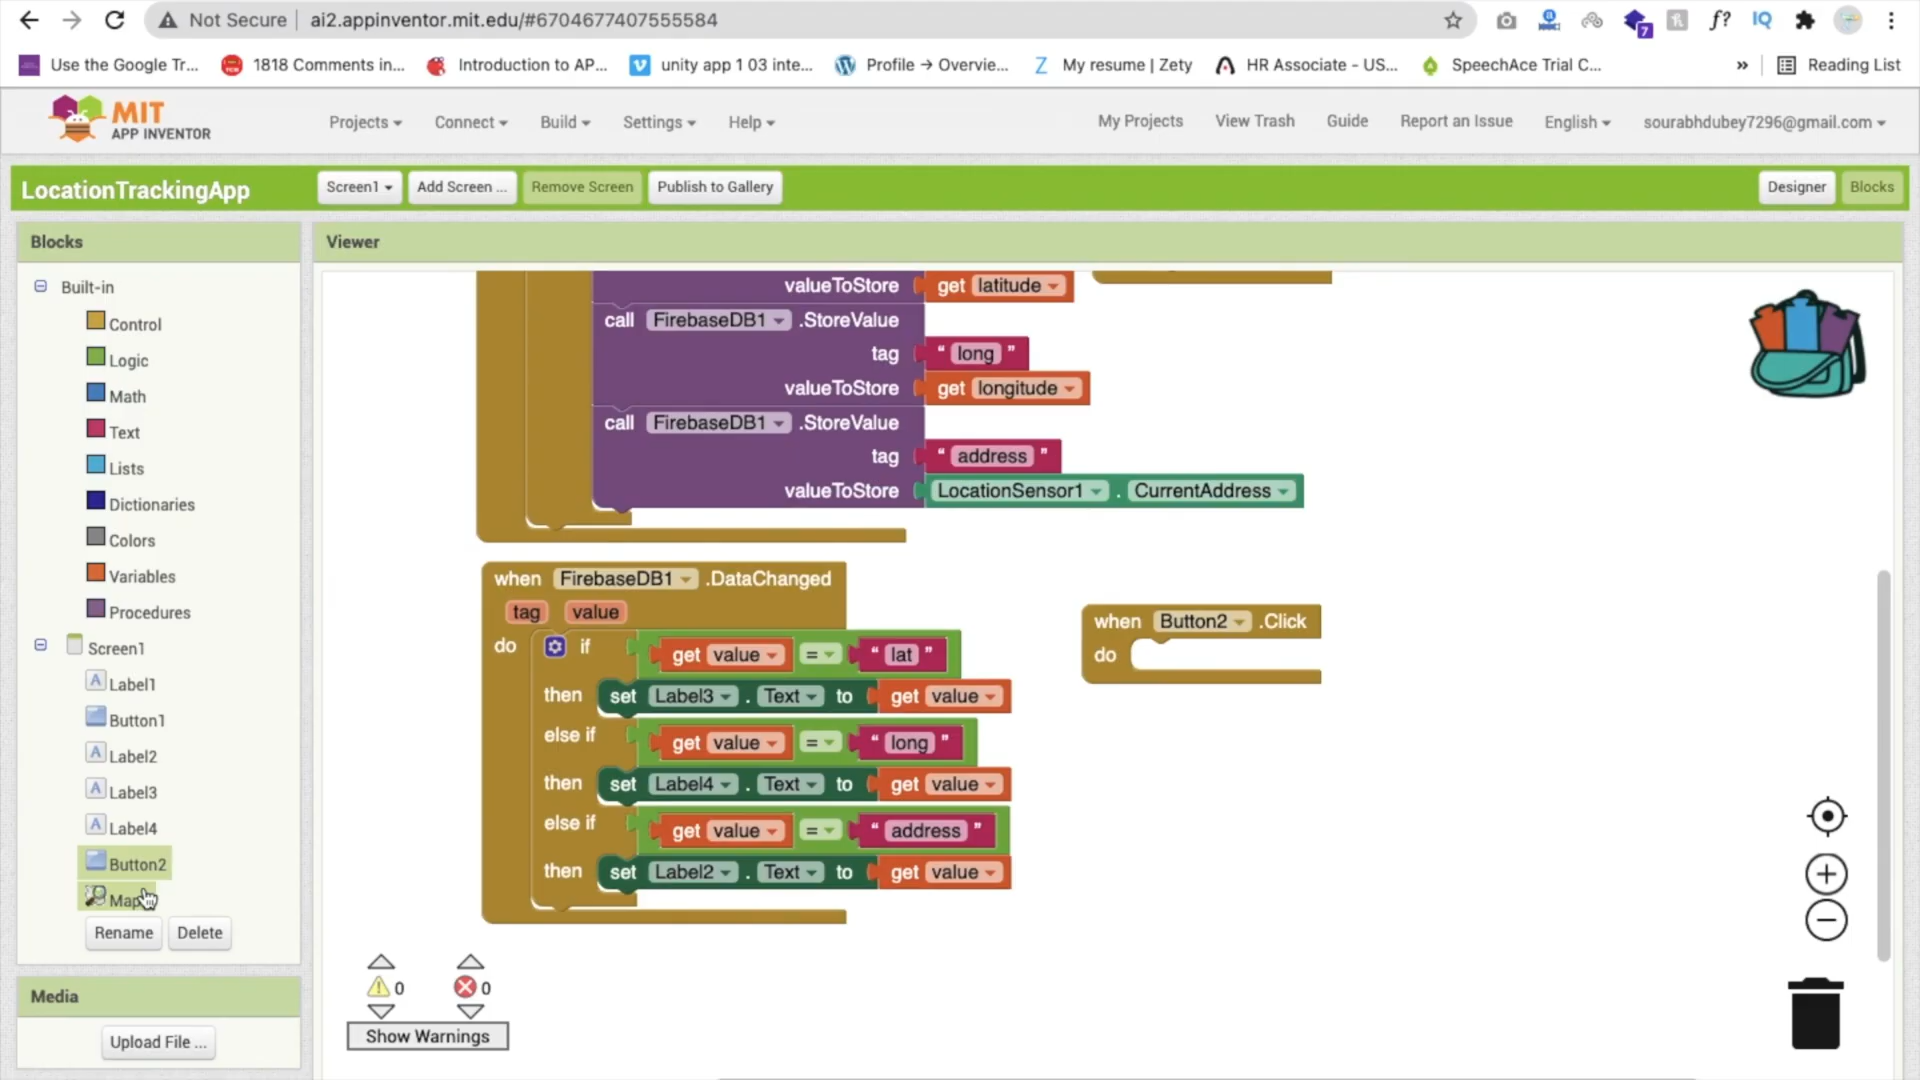 Not Secure | ai2.appinventor.mit.edu/#6704677407555584
7
f?
IQ
Use the Google Tr...
1818 Comments in...
Introduction to AP...
unity app 1 03 inte...
Profile → Overvie...
My resume | Zety
HR Associate - US...
SpeechAce Trial C...
»
Reading List
MIT
APP INVENTOR
Projects
Connect
Build
Settings
Help
My Projects
View Trash
Guide
Report an Issue
English
sourabhdubey7296@gmail.com
LocationTrackingApp
Screen1
Add Screen ...
Remove Screen
Publish to Gallery
Designer
Blocks
Blocks
Built-in
Control
Logic
Math
Text
Lists
Dictionaries
Colors
Variables
Procedures
Screen1
Label1
Button1
Label2
Label3
Label4
Button2
Map
Rename
Delete
Media
Upload File ...
Viewer
valueToStore get latitude
call FirebaseDB1 .StoreValue
tag “ long ”
valueToStore get longitude
call FirebaseDB1 .StoreValue
tag “ address ”
valueToStore LocationSensor1 . CurrentAddress
when FirebaseDB1 .DataChanged
tag value
do if get value = “ lat ”
then set Label3 . Text to get value
else if get value = “ long ”
then set Label4 . Text to get value
else if get value = “ address ”
then set Label2 . Text to get value
when Button2 .Click
do
0
0
Show Warnings